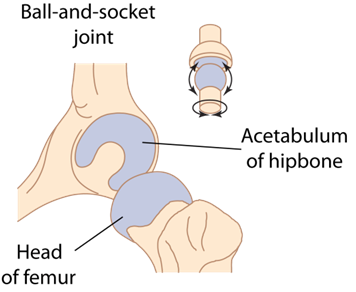 Ball-and-socket
joint
Acetabulum
of hipbone
Head
of femur